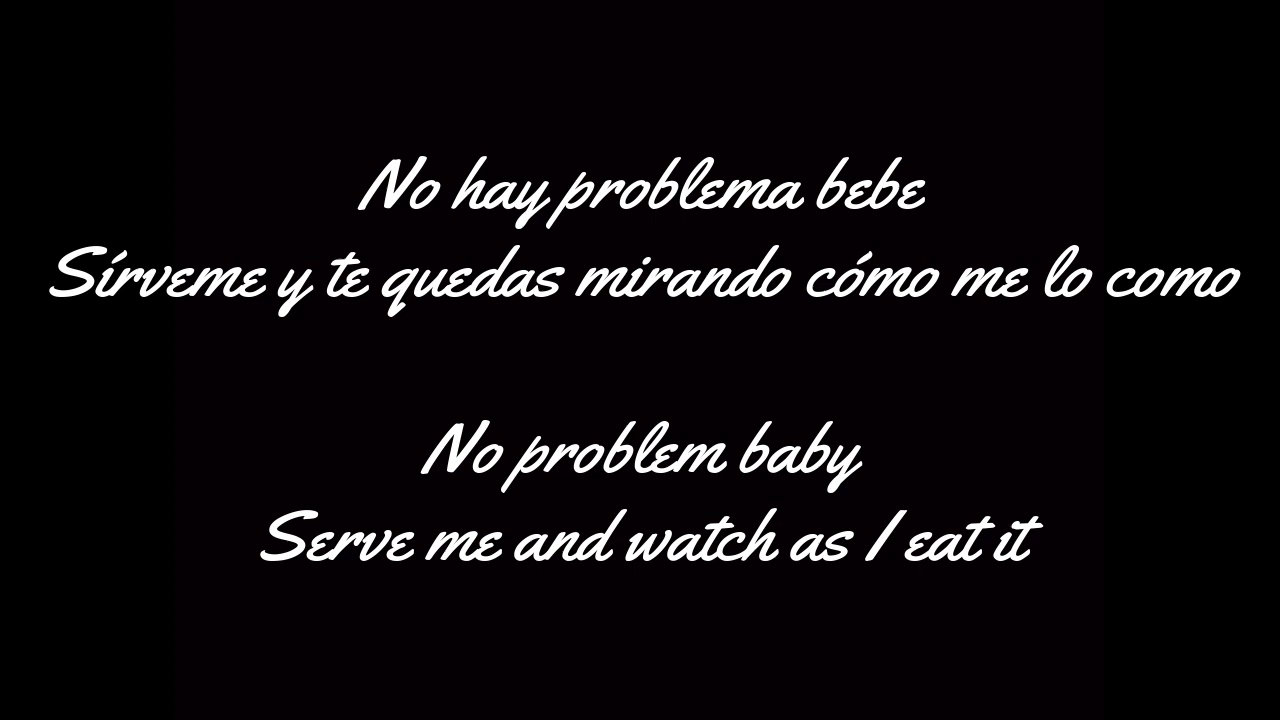 No hay problema bebe
Sírveme y te quedas mirando cómo me lo como
No problem baby
Serve me and watch as I eat it